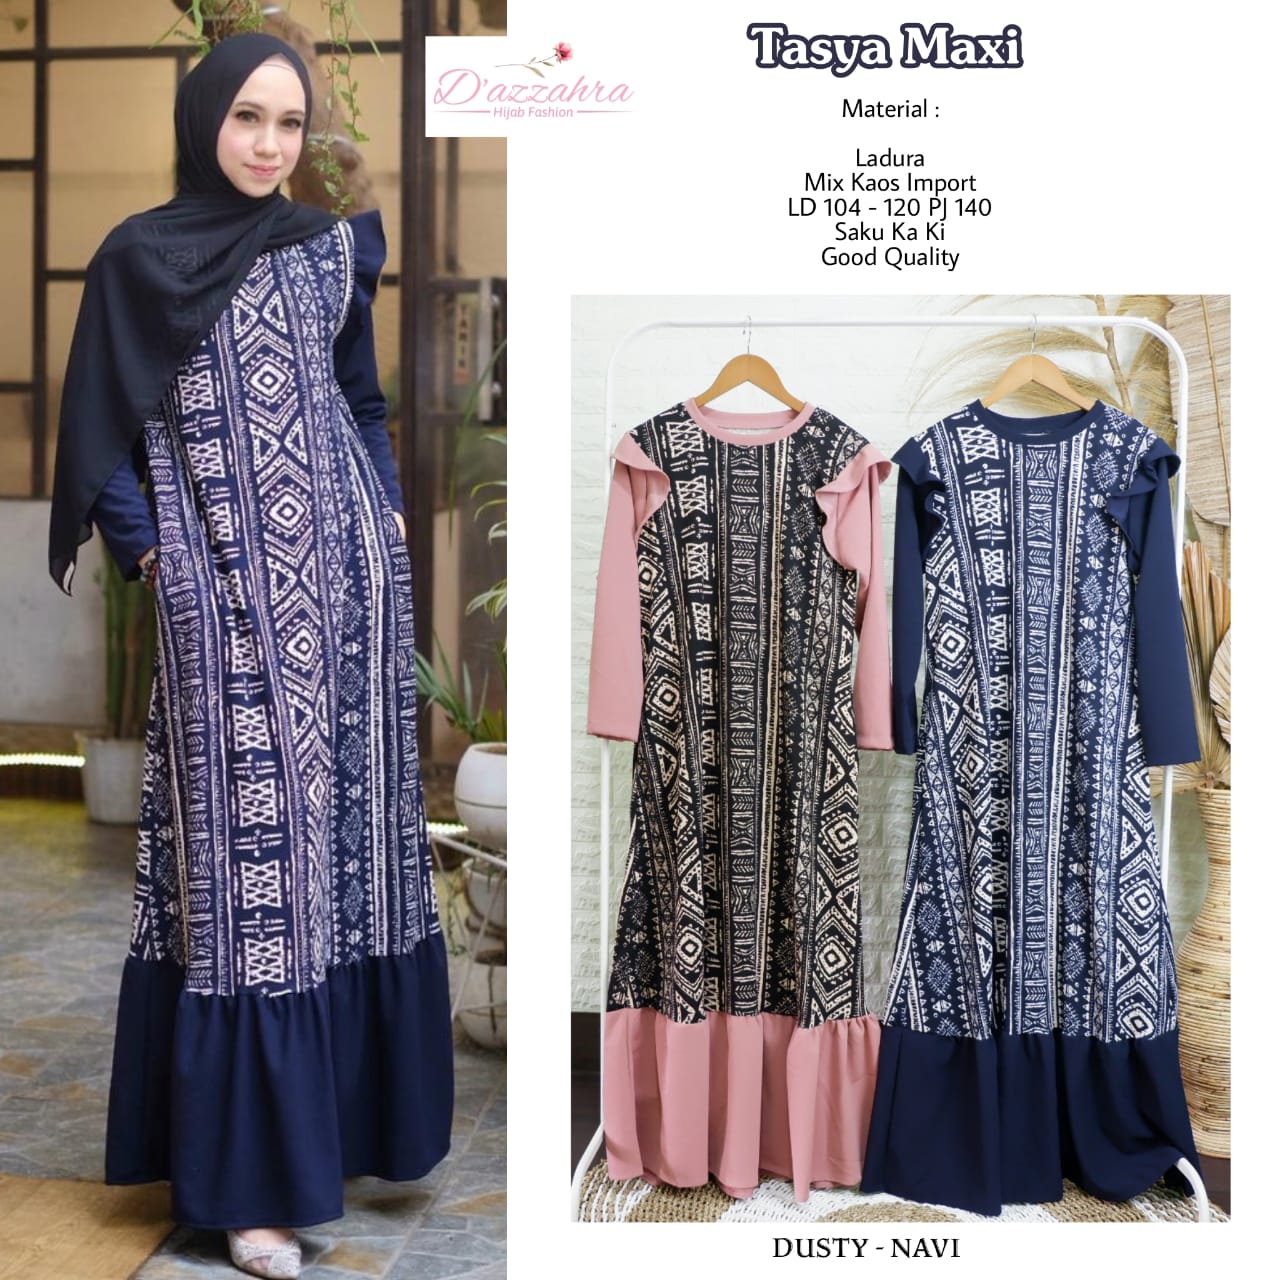 D'azzahra
Hijab Fashion
Tasya Maxi
Material :
Ladura
Mix Kaos Import
LD 104 - 120 PJ 140
Saku Ka Ki
Good Quality
DUSTY - NAVI